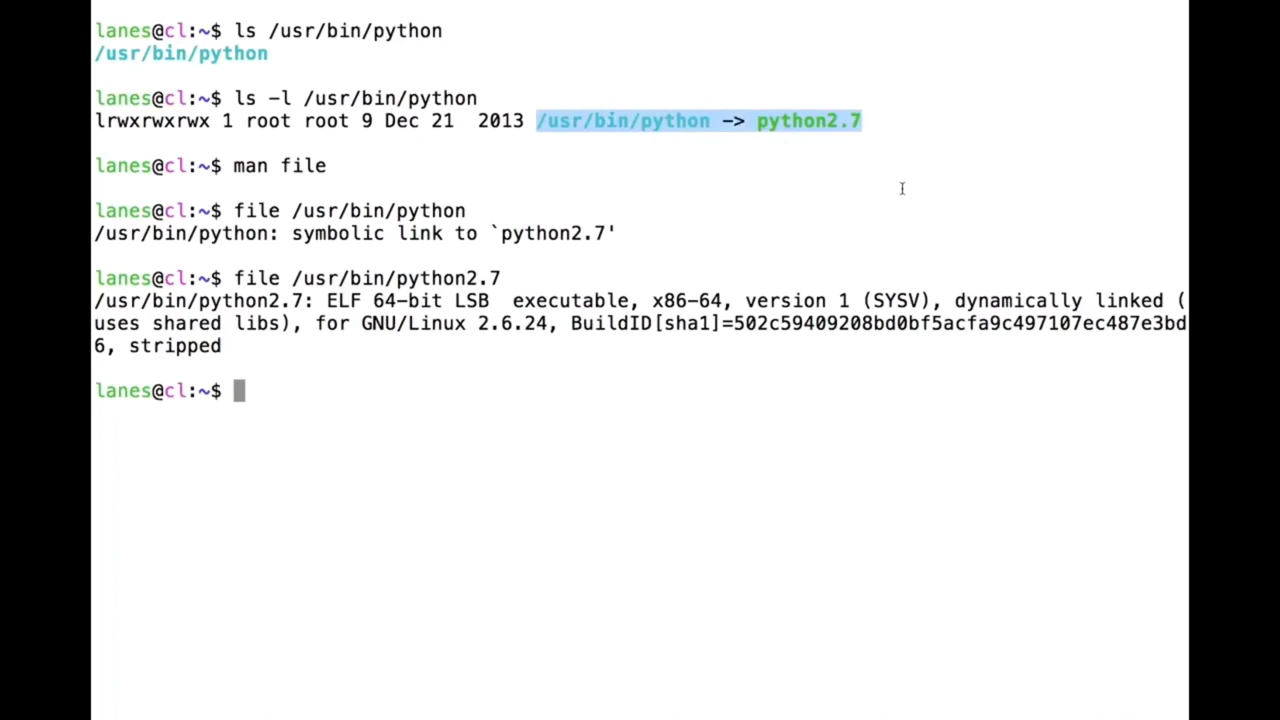 lanes@cl:~$ ls /usr/bin/python
/usr/bin/python
lanes@cl:~$ ls -l /usr/bin/python
lrwxrwxrwx 1 root root 9 Dec 21  2013 /usr/bin/python -> python2.7
lanes@cl:~$ man file
lanes@cl:~$ file /usr/bin/python
/usr/bin/python: symbolic link to `python2.7'
lanes@cl:~$ file /usr/bin/python2.7
/usr/bin/python2.7: ELF 64-bit LSB  executable, x86-64, version 1 (SYSV), dynamically linked (
uses shared libs), for GNU/Linux 2.6.24, BuildID[sha1]=502c59409208bd0bf5acfa9c497107ec487e3bd
6, stripped
lanes@cl:~$